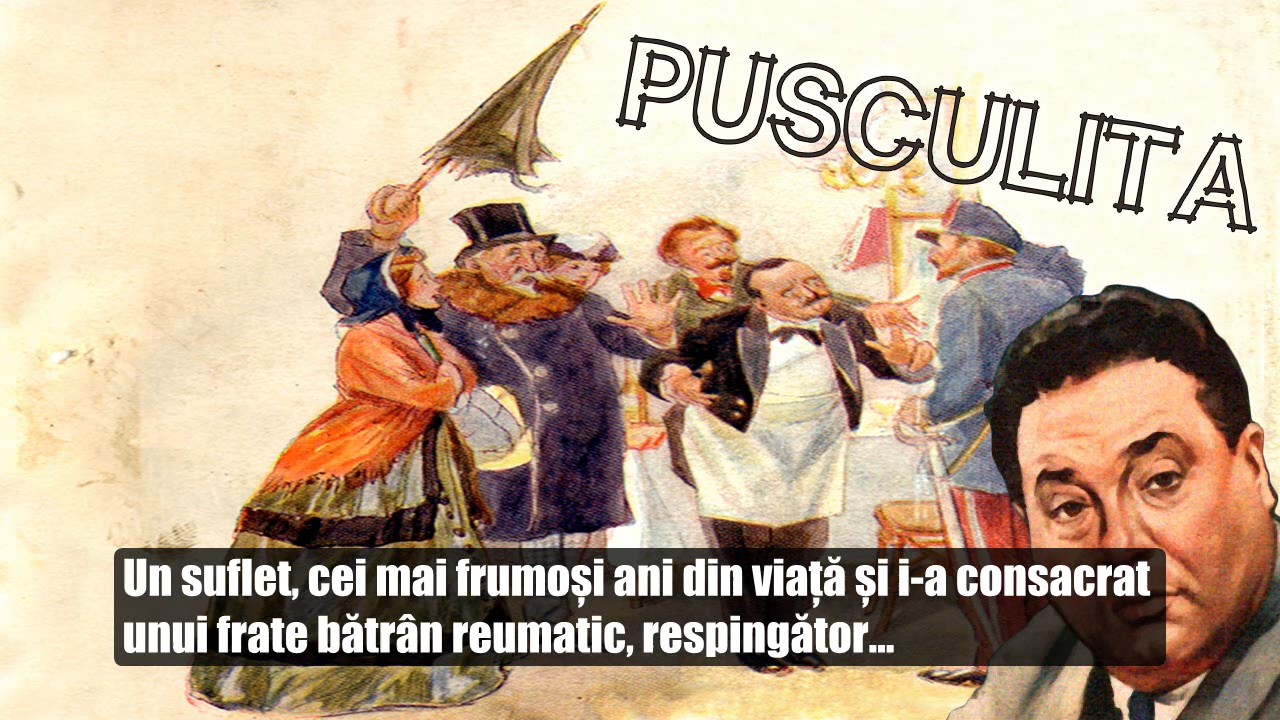 PUSCULITA
Un suflet, cei mai frumoși ani din viață și i-a consacrat
unui frate bătrân reumatic, respingător...